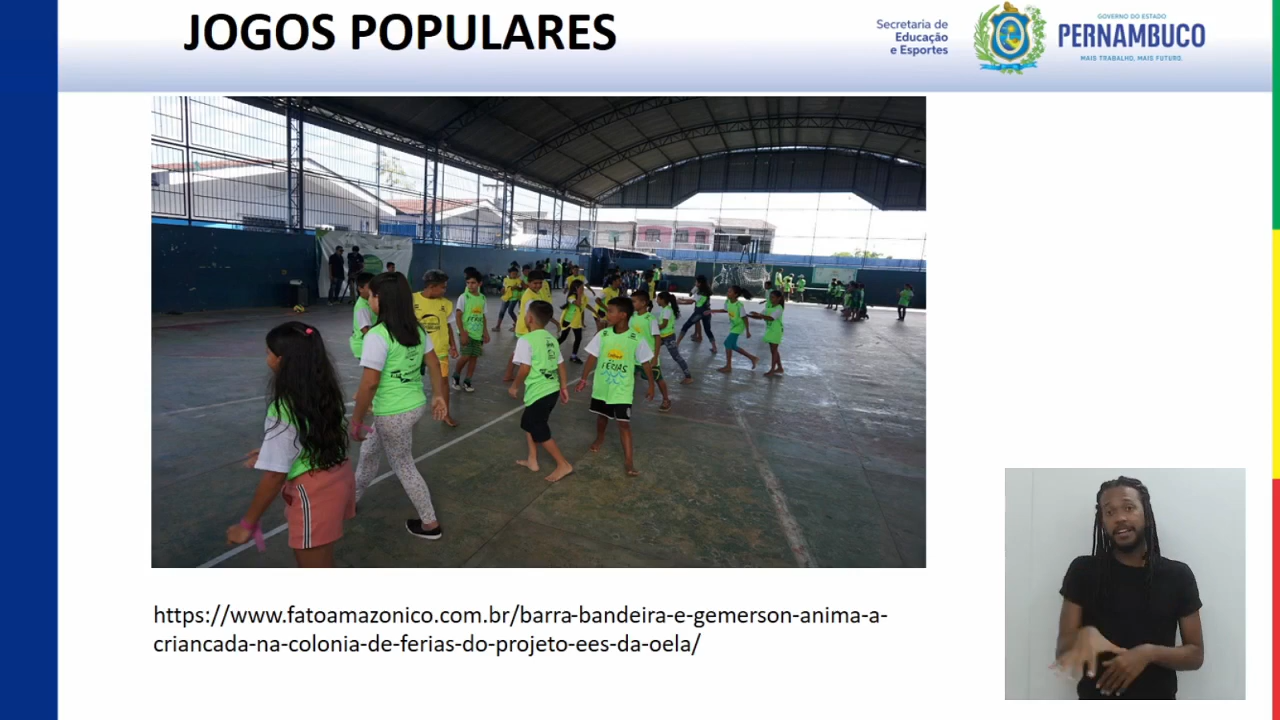 JOGOS POPULARES
Secretaria de
Educação
e Esportes
GOVERNO DO ESTADO
PERNAMBUCO
MAIS TRABALHO, MAIS FUTURO.
FÉRIAS
https://www.fatoamazonico.com.br/barra-bandeira-e-gemerson-anima-a-
criancada-na-colonia-de-ferias-do-projeto-ees-da-oela/